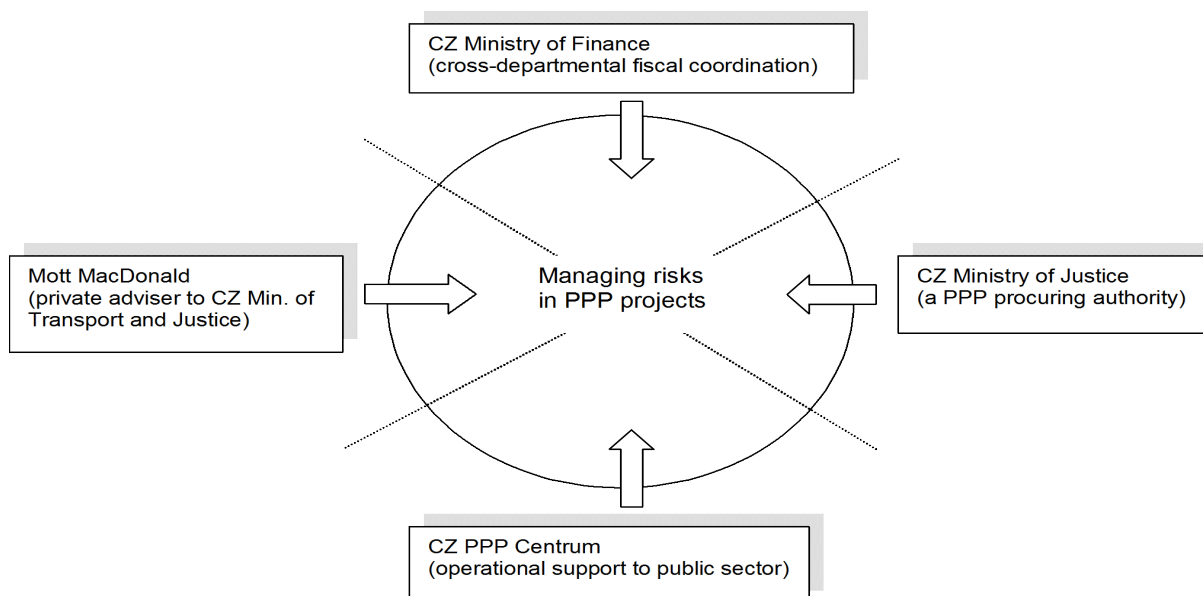 CZ Ministry of Finance
(cross-departmental fiscal coordination)
Mott MacDonald
(private adviser to CZ Min. of
Transport and Justice)
Managing risks
in PPP projects
CZ Ministry of Justice
(a PPP procuring authority)
CZ PPP Centrum
(operational support to public sector)